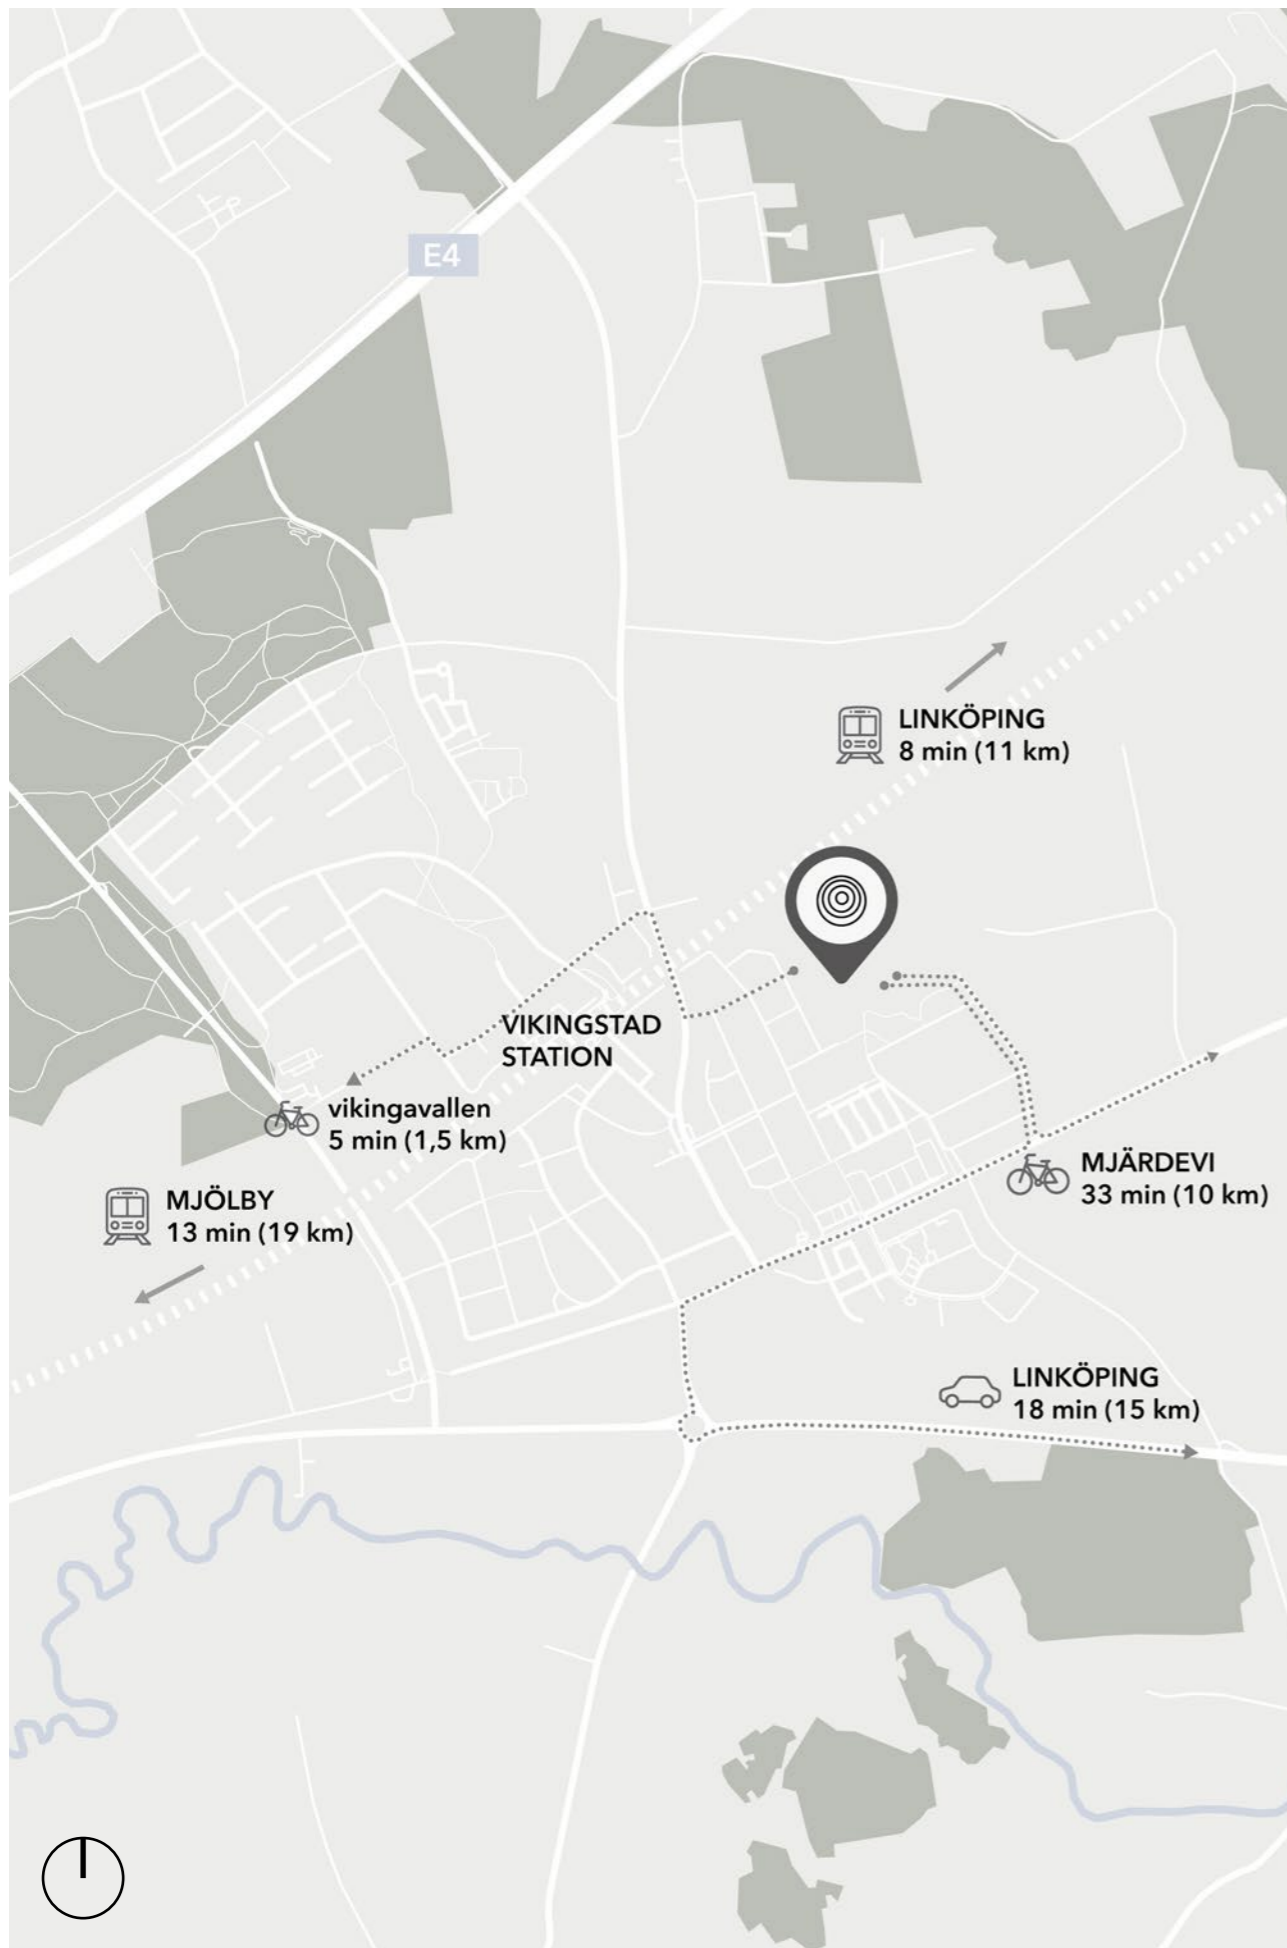 E4
LINKÖPING
8 min (11 km)
VIKINGSTAD
STATION
vikingavallen
5 min (1,5 km)
MJÄRDEVI
33 min (10 km)
MJÖLBY
13 min (19 km)
LINKÖPING
18 min (15 km)